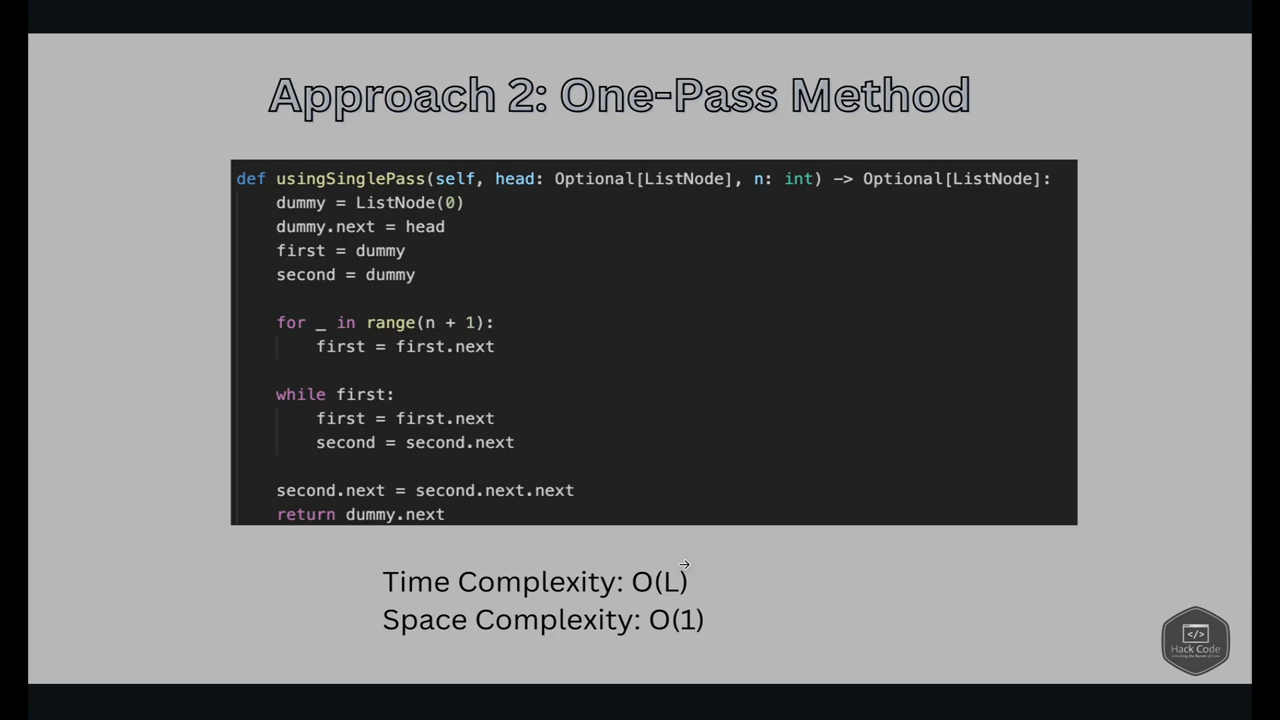 Approach 2: One-Pass Method
def usingSinglePass(self, head: Optional[ListNode], n: int) -> Optional[ListNode]:
    dummy = ListNode(0)
    dummy.next = head
    first = dummy
    second = dummy
    for _ in range(n + 1):
        first = first.next
    while first:
        first = first.next
        second = second.next
    second.next = second.next.next
    return dummy.next
Time Complexity: O(L)
Space Complexity: O(1)
</>
Hack Code